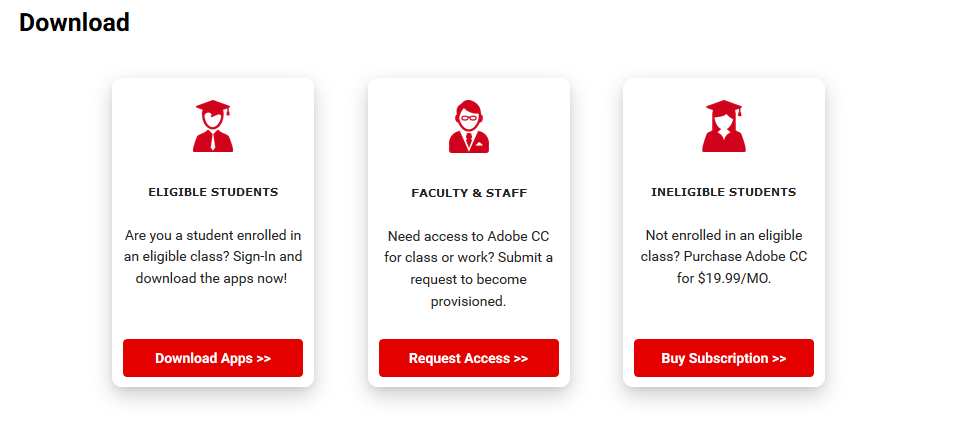 Download
ELIGIBLE STUDENTS
Are you a student enrolled in
an eligible class? Sign-In and
download the apps now!
Download Apps >>
FACULTY & STAFF
Need access to Adobe CC
for class or work? Submit a
request to become
provisioned.
Request Access >>
INELIGIBLE STUDENTS
Not enrolled in an eligible
class? Purchase Adobe CC
for $19.99/MO.
Buy Subscription >>